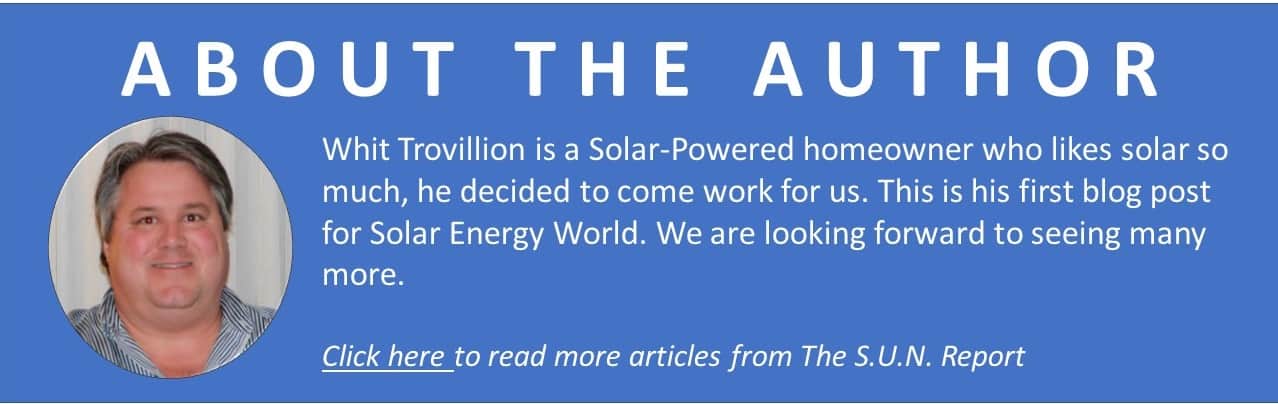 ABOUT THE AUTHOR
Whit Trovillion is a Solar-Powered homeowner who likes solar so
much, he decided to come work for us. This is his first blog post
for Solar Energy World. We are looking forward to seeing many
more.
Click here to read more articles from The S.U.N. Report